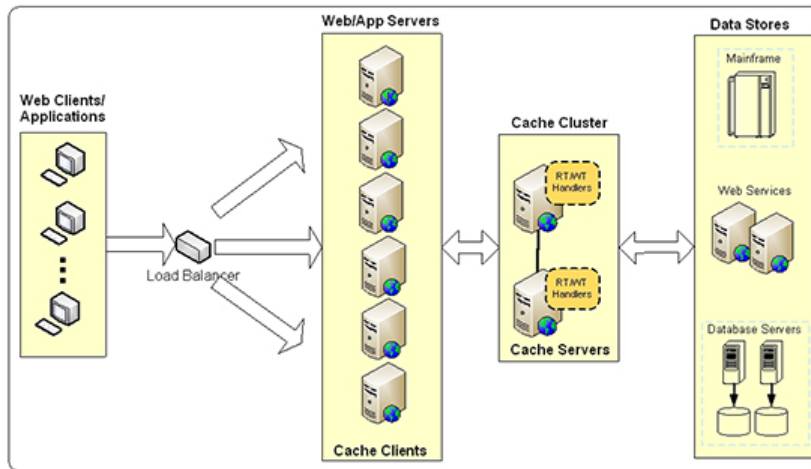 Web Clients/
Applications
Load Balancer
Web/App Servers
Cache Clients
Cache Cluster
RT/WT
Handlers
RT/WT
Handlers
Cache Servers
Data Stores
Mainframe
Web Services
Database Servers